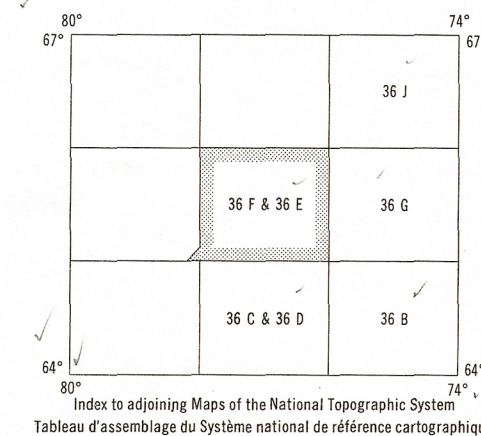 80° 74°
67° 67
36 J
36 F & 36 E 36 G
36 C & 36 D 36 B
64° 64°
80° 74°
Index to adjoining Maps of the National Topographic System
Tableau d'assemblage du Système national de référence cartographiqu